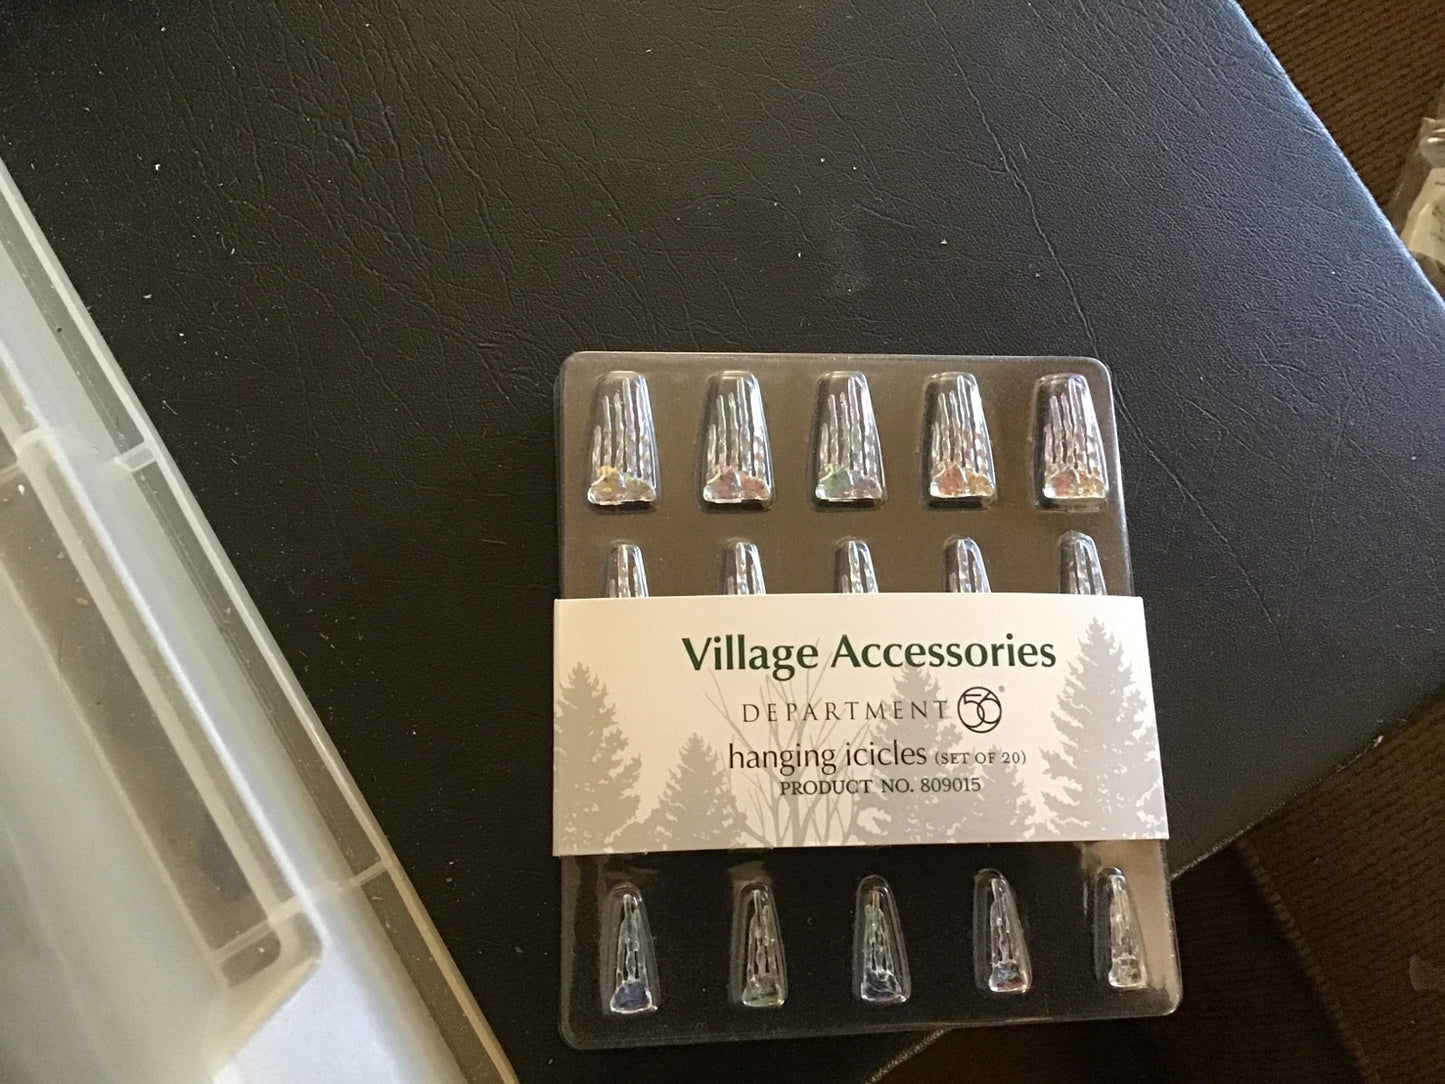 Village Accessories
DEPARTMENT 56®
hanging icicles (SET OF 20)
PRODUCT NO. 809015